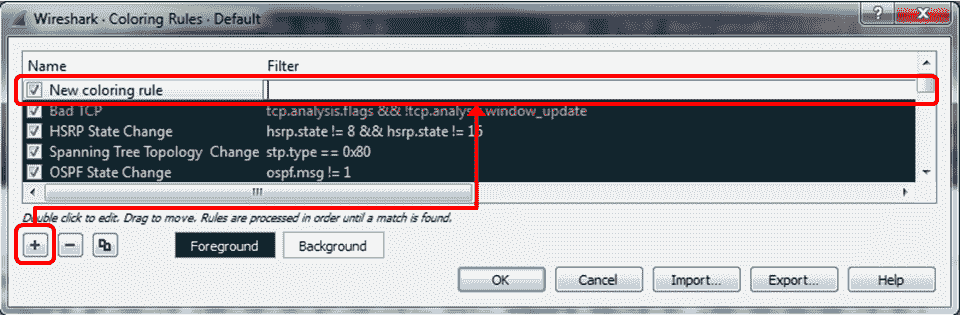 Wireshark · Coloring Rules · Default
Name Filter
New coloring rule
Bad TCP tcp.analysis.flags && !tcp.analysis.window_update
HSRP State Change hsrp.state != 8 && hsrp.state != 16
Spanning Tree Topology Change stp.type == 0x80
OSPF State Change ospf.msg != 1
Double click to edit. Drag to move. Rules are processed in order until a match is found.
Foreground Background
OK Cancel Import... Export... Help